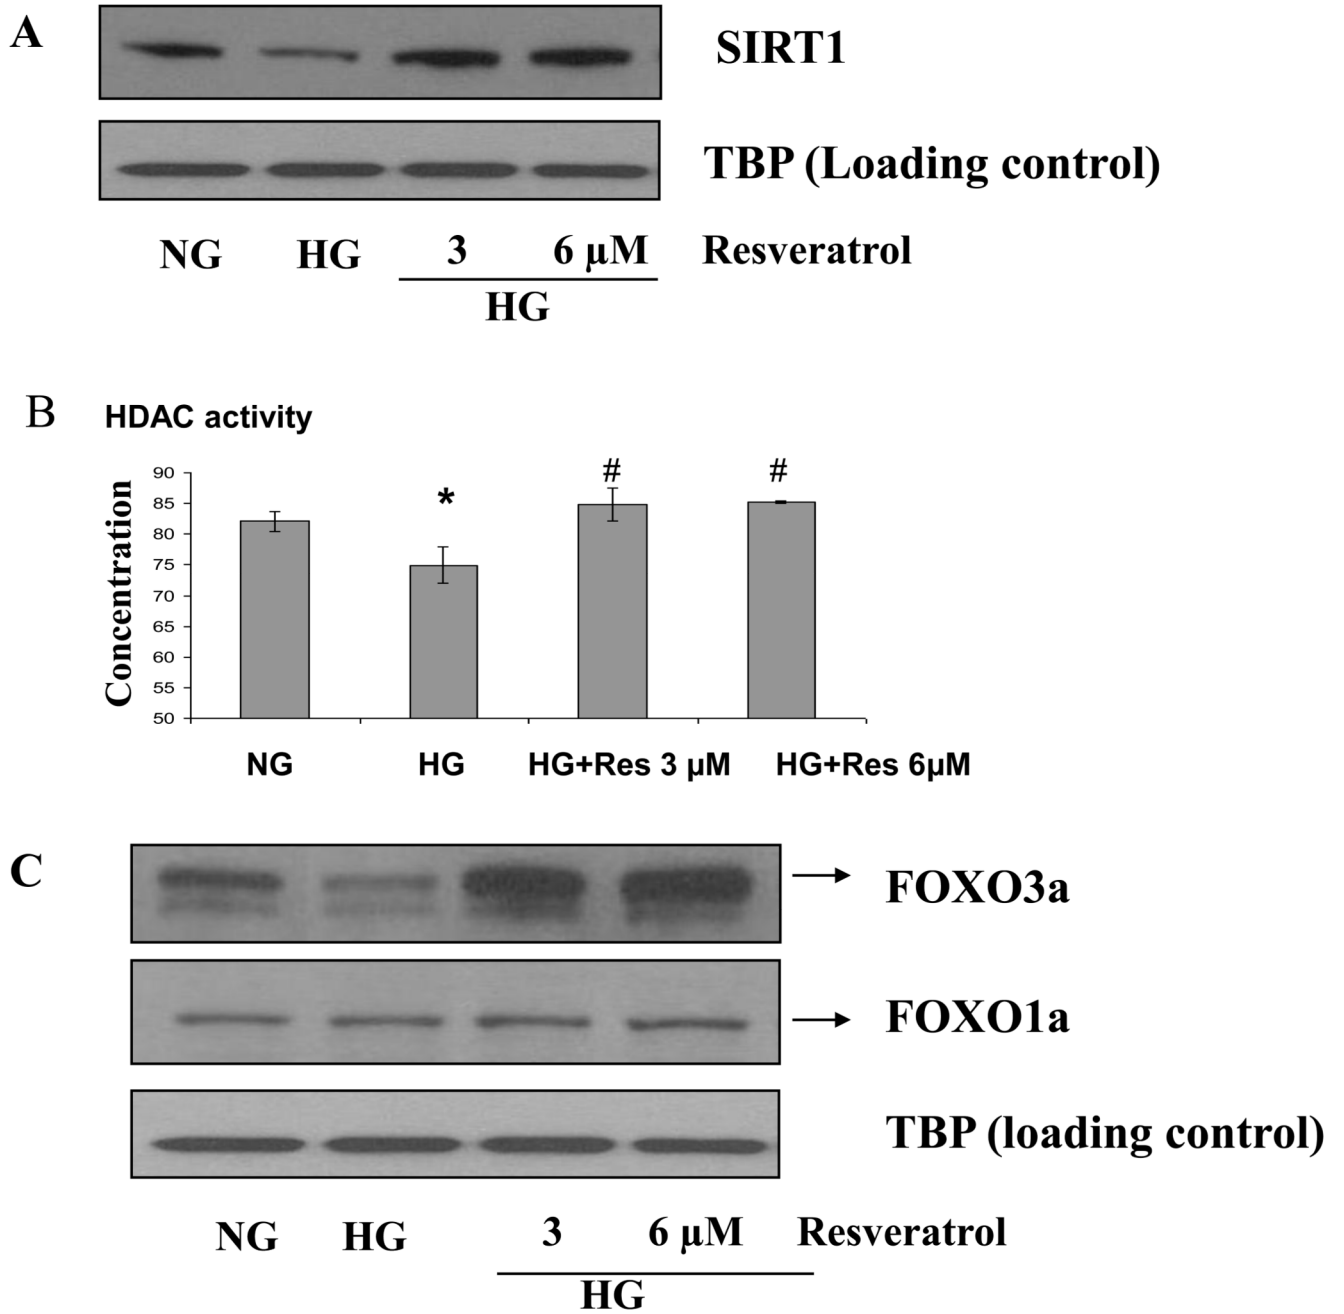 A
SIRT1
TBP (Loading control)
NG HG 3 6 µM Resveratrol
HG
B HDAC activity
Concentration
90
85
80
75
70
65
60
55
50
* # #
NG HG HG+Res 3 µM HG+Res 6µM
C
FOXO3a
FOXO1a
TBP (loading control)
NG HG 3 6 µM Resveratrol
HG